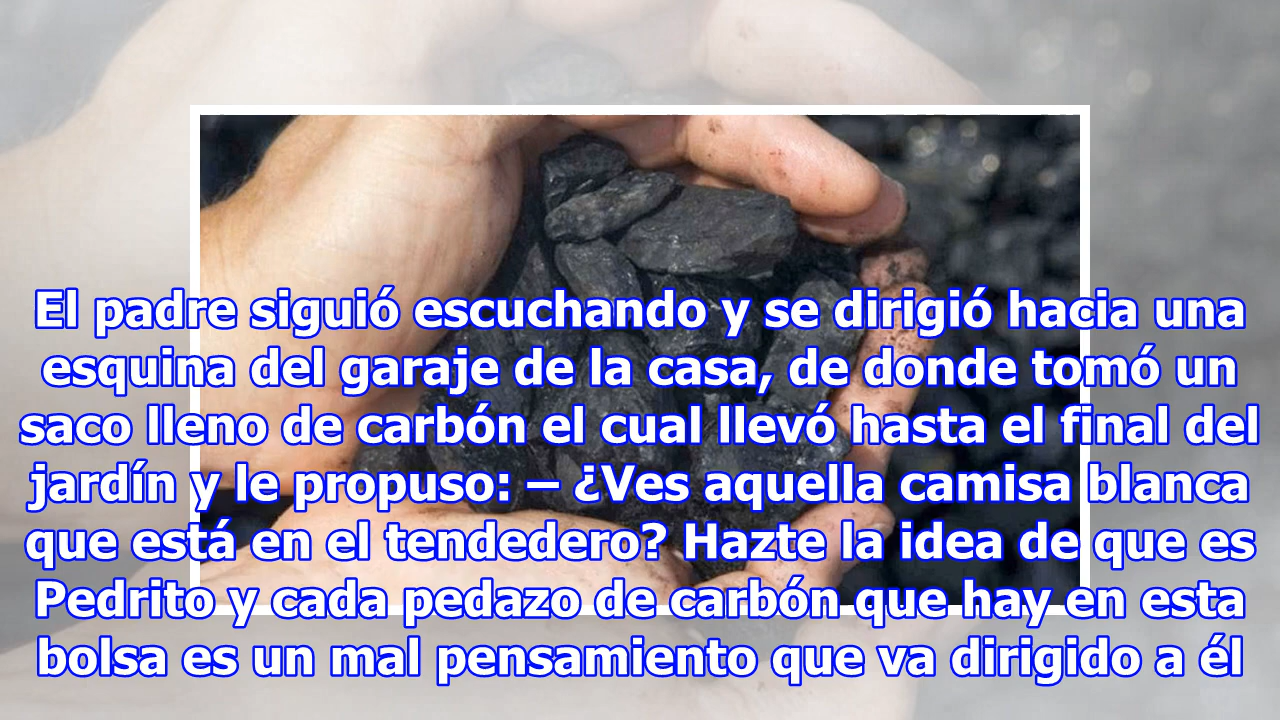 El padre siguió escuchando y se dirigió hacia una
esquina del garaje de la casa, de donde tomó un
saco lleno de carbón el cual llevó hasta el final del
jardín y le propuso: – ¿Ves aquella camisa blanca
que está en el tendedero? Hazte la idea de que es
Pedrito y cada pedazo de carbón que hay en esta
bolsa es un mal pensamiento que va dirigido a él